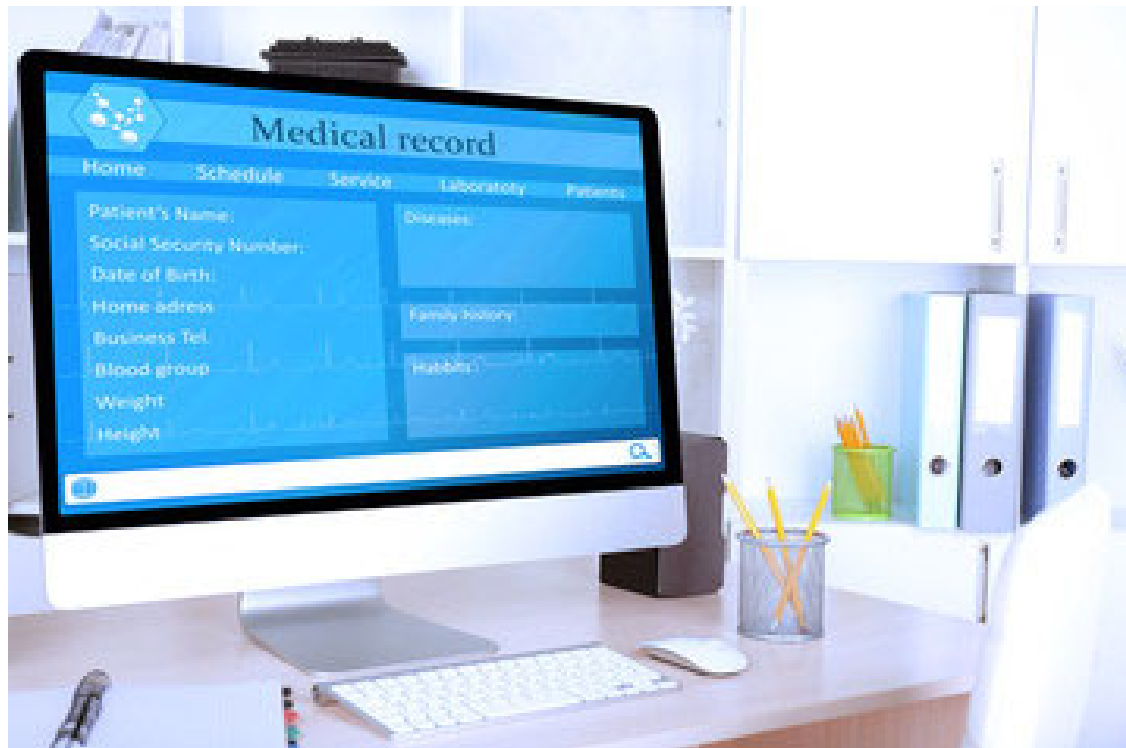 Medical record
Home Schedule Service Laboratoty Patients
Patient's Name:
Social Security Number:
Date of Birth:
Home adress
Business Tel.
Blood group
Weight
Height
Diseases:
Family history
Habbits: